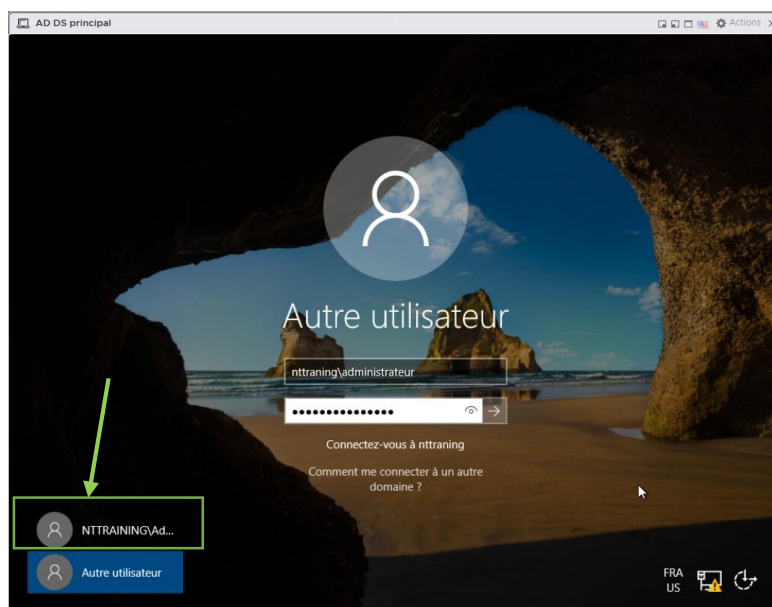 AD DS principal
Actions
Autre utilisateur
nttraning\administrateur
Connectez-vous à nttraning
Comment me connecter à un autre
domaine ?
NTTRAINING\Ad...
Autre utilisateur
FRA
US